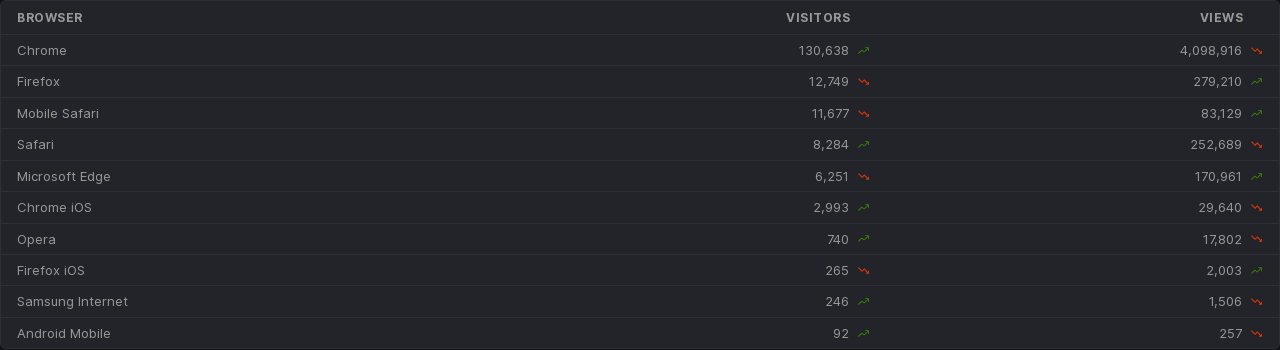 BROWSER VISITORS VIEWS
Chrome 130,638 4,098,916
Firefox 12,749 279,210
Mobile Safari 11,677 83,129
Safari 8,284 252,689
Microsoft Edge 6,251 170,961
Chrome iOS 2,993 29,640
Opera 740 17,802
Firefox iOS 265 2,003
Samsung Internet 246 1,506
Android Mobile 92 257